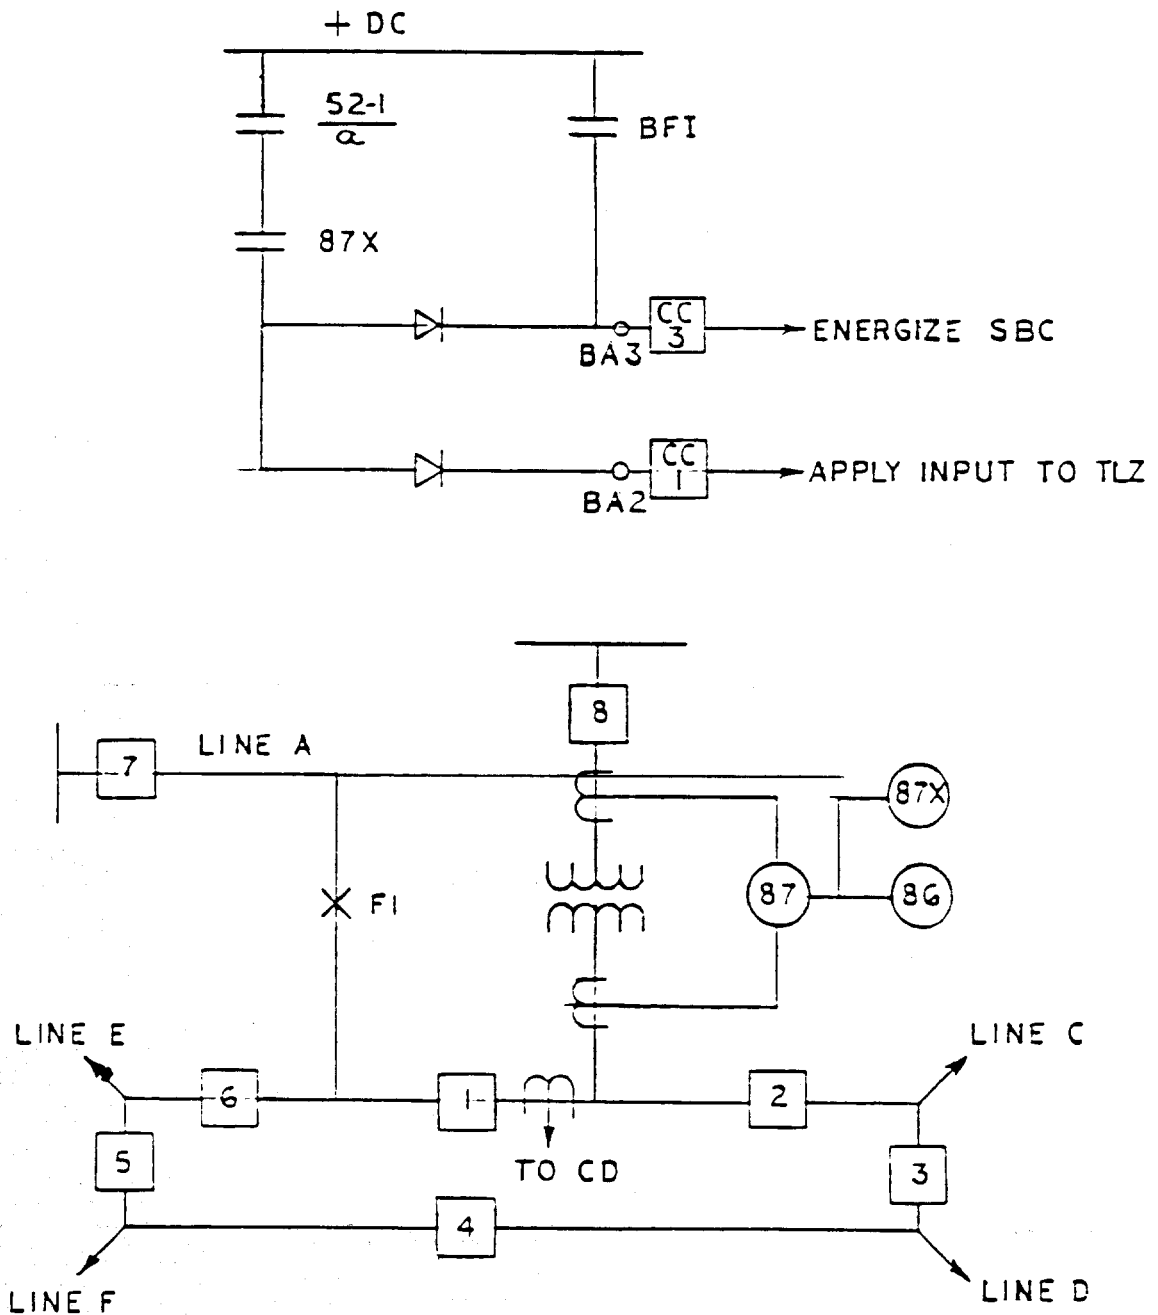 + DC
52-1
a
BFI
87X
CC
3
ENERGIZE SBC
BA3
CC
1
APPLY INPUT TO TLZ
BA2
8
7
LINE A
87X
87
86
F1
LINE E
LINE C
6
1
2
TO CD
5
3
4
LINE F
LINE D